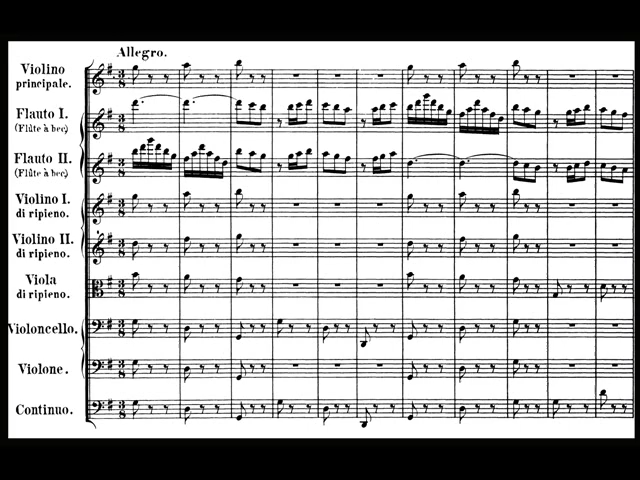 Allegro.
Violino
principale.
Flauto I.
(Flûte à bec)
Flauto II.
(Flûte à bec)
Violino I.
di ripieno.
Violino II.
di ripieno.
Viola
di ripieno.
Violoncello.
Violone.
Continuo.